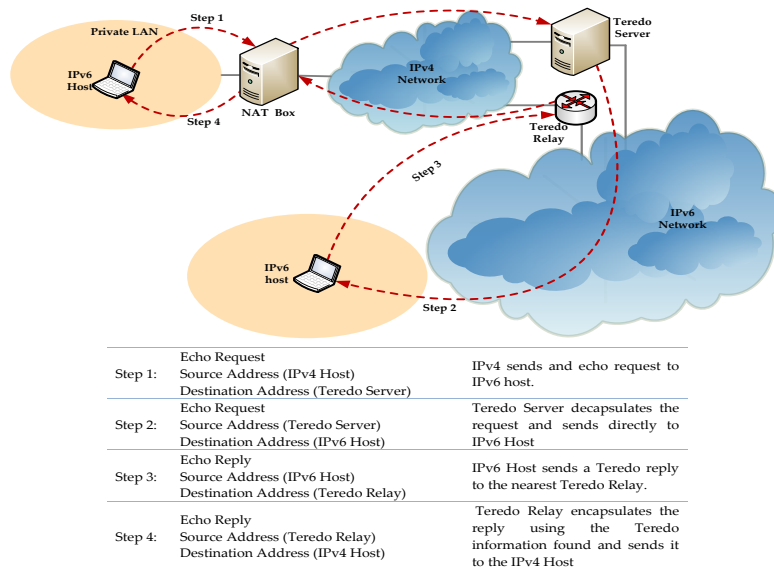 Step 1
Teredo
Server
Private LAN
IPv6
Host
IPv4
Network
NAT Box
Step 4
Teredo
Relay
Step 3
IPv6
Network
IPv6
host
Step 2
Step 1:
Echo Request
Source Address (IPv4 Host)
Destination Address (Teredo Server)
IPv4 sends and echo request to
IPv6 host.
Step 2:
Echo Request
Source Address (Teredo Server)
Destination Address (IPv6 Host)
Teredo Server decapsulates the
request and sends directly to
IPv6 Host
Step 3:
Echo Reply
Source Address (IPv6 Host)
Destination Address (Teredo Relay)
IPv6 Host sends a Teredo reply
to the nearest Teredo Relay.
Step 4:
Echo Reply
Source Address (Teredo Relay)
Destination Address (IPv4 Host)
Teredo Relay encapsulates the
reply using the Teredo
information found and sends it
to the IPv4 Host